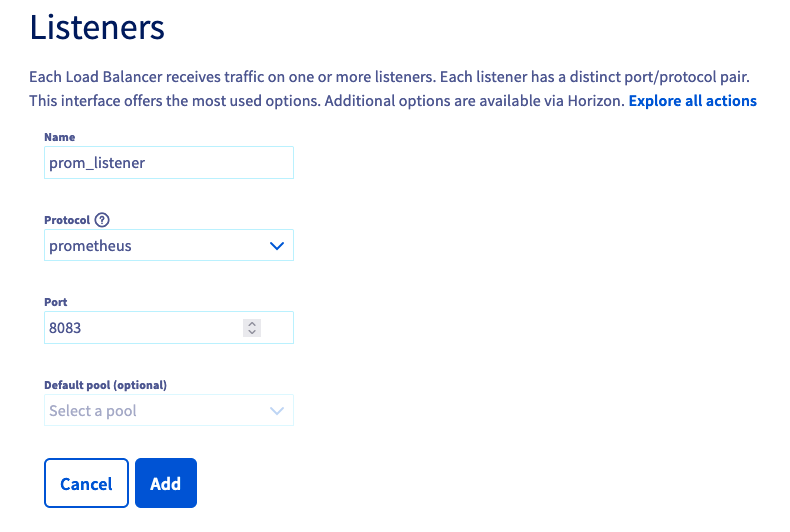 Listeners
Each Load Balancer receives traffic on one or more listeners. Each listener has a distinct port/protocol pair.
This interface offers the most used options. Additional options are available via Horizon. Explore all actions
Name
prom_listener
Protocol ?
prometheus
Port
8083
Default pool (optional)
Select a pool
Cancel Add